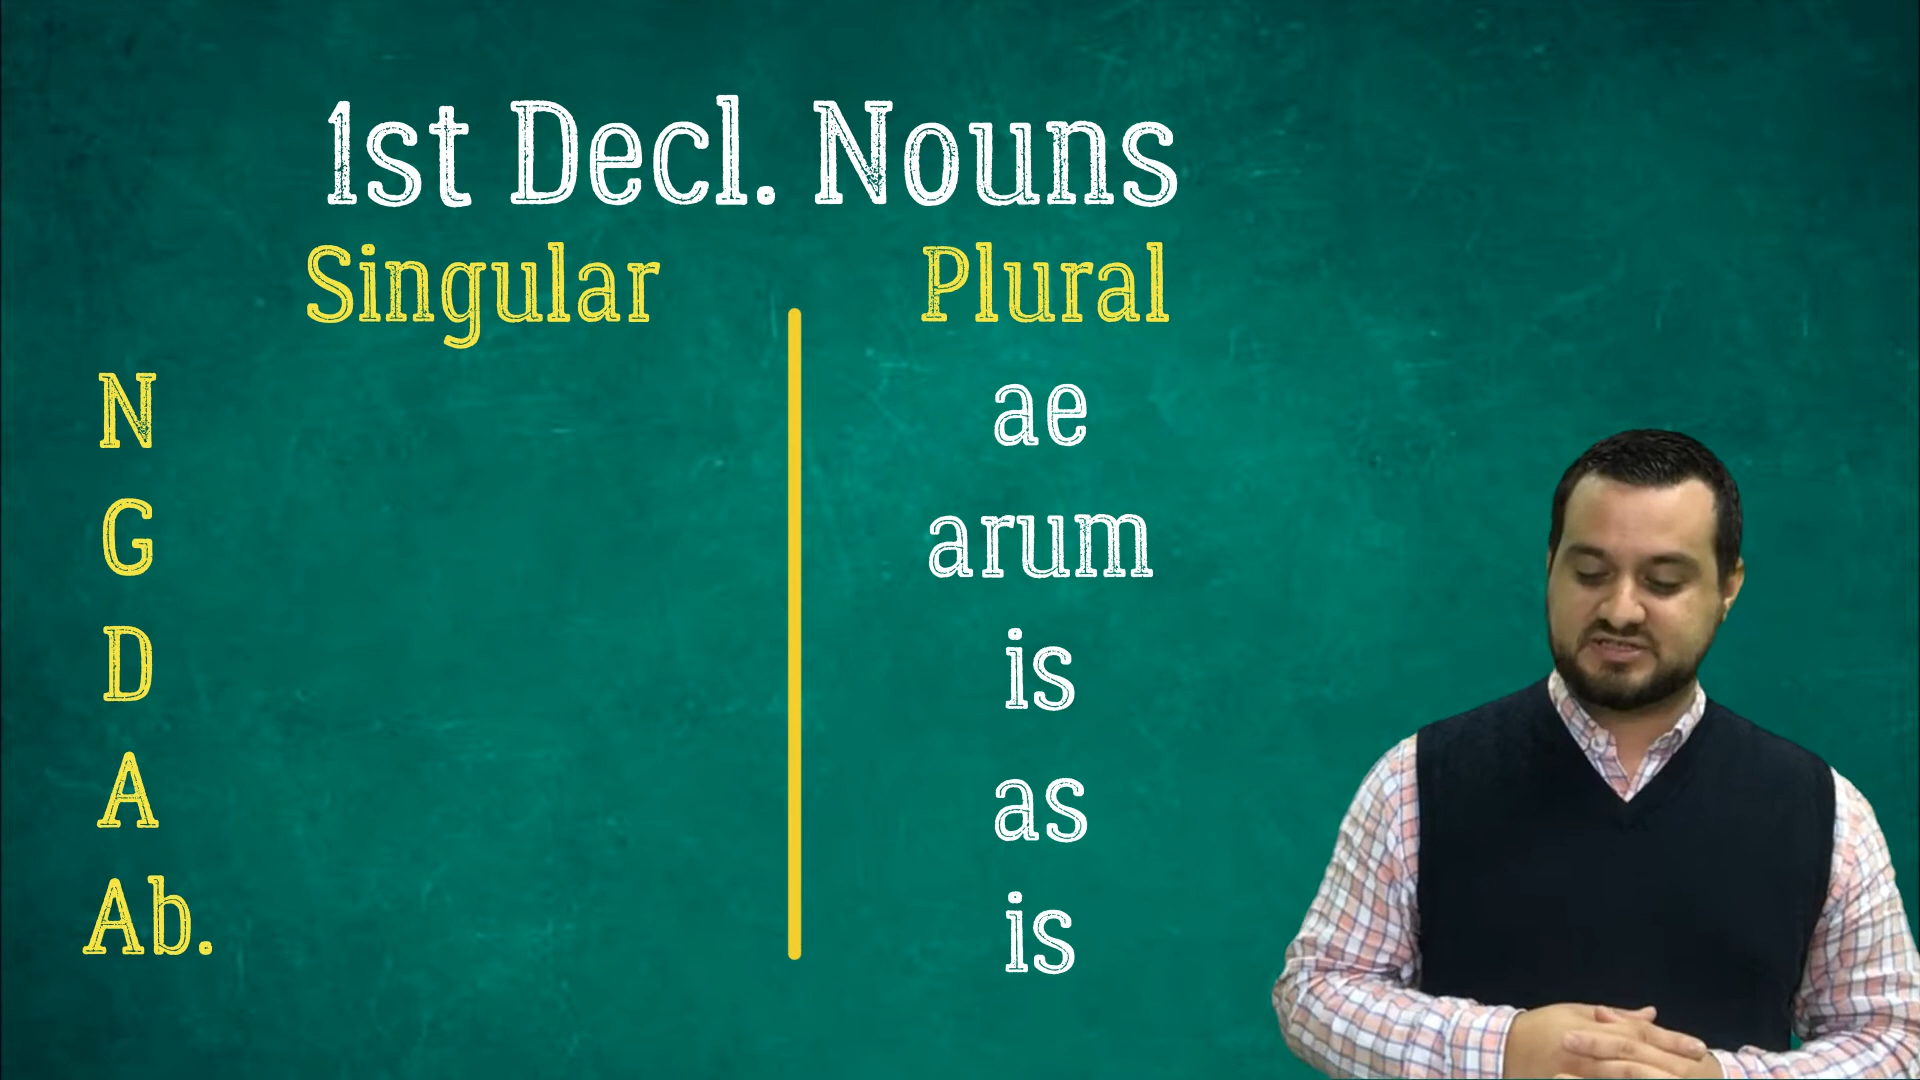 1st Decl. Nouns
Singular Plural
N ae
G arum
D is
A as
Ab. is